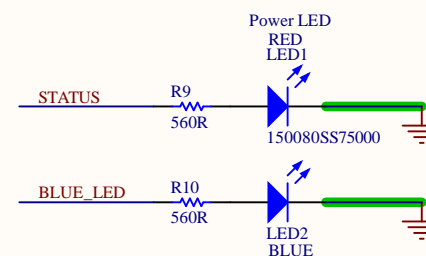 Power LED
RED
LED1
STATUS
R9
560R
150080SS75000
BLUE_LED
R10
560R
LED2
BLUE